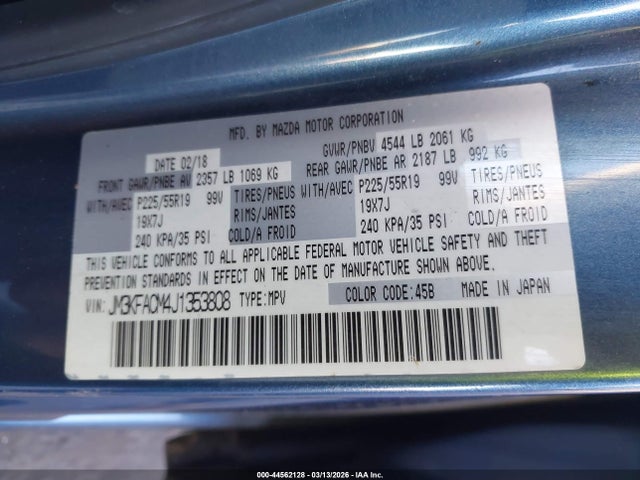 MFD. BY MAZDA MOTOR CORPORATION
DATE 02/18 GVWR/PNBV 4544 LB 2061 KG
FRONT GAWR/PNBE AV 2357 LB 1069 KG REAR GAWR/PNBE AR 2187 LB 992 KG
WITH/AVEC P225/55R19 99V TIRES/PNEUS WITH/AVEC P225/55R19 99V TIRES/PNEUS
19X7J RIMS/JANTES 19X7J RIMS/JANTES
240 KPA/35 PSI COLD/A FROID 240 KPA/35 PSI COLD/A FROID
THIS VEHICLE CONFORMS TO ALL APPLICABLE FEDERAL MOTOR VEHICLE SAFETY AND THEFT
PREVENTION STANDARDS IN EFFECT ON THE DATE OF MANUFACTURE SHOWN ABOVE.
VIN: JM3KFACM4J1353808 TYPE:MPV COLOR CODE:45B MADE IN JAPAN
000-44562128 | 03/13/2026 | IAA Inc.